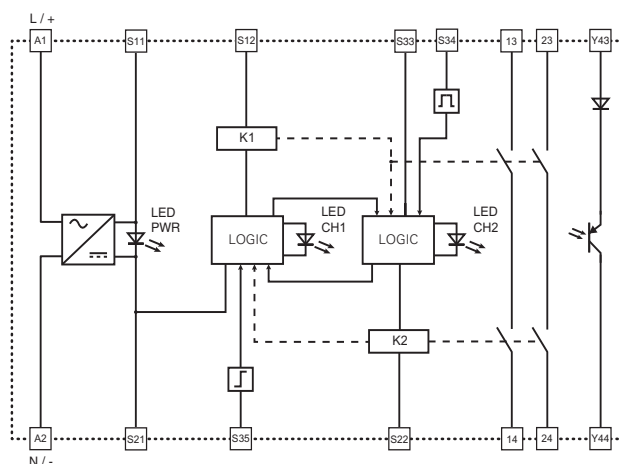 L / +
A1 S11 S12 S33 S34 13 23 Y43
K1
LED
PWR
LOGIC
LED
CH1
LOGIC
LED
CH2
K2
A2 S21 S35 S22 14 24 Y44
N / -